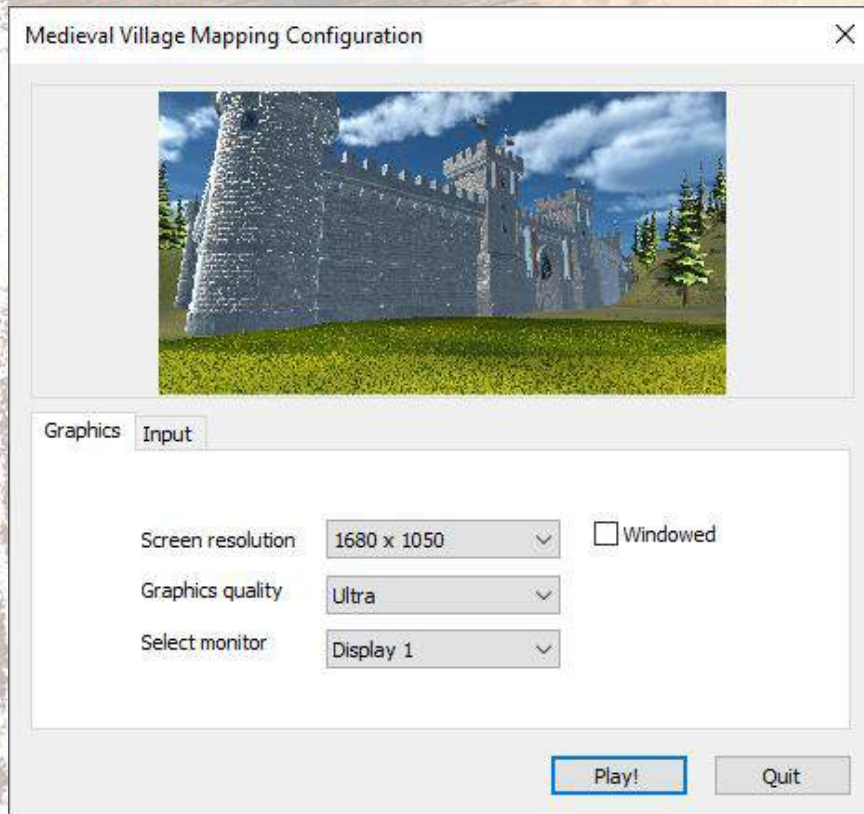 Medieval Village Mapping Configuration
Graphics
Input
Screen resolution
1680 x 1050
Windowed
Graphics quality
Ultra
Select monitor
Display 1
Play!
Quit